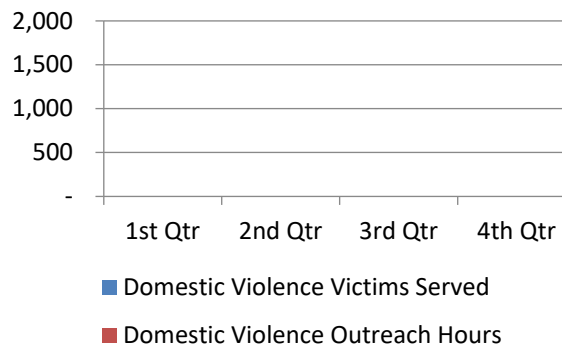 2,000
1,500
1,000
500
-
1st Qtr 2nd Qtr 3rd Qtr 4th Qtr
Domestic Violence Victims Served
Domestic Violence Outreach Hours